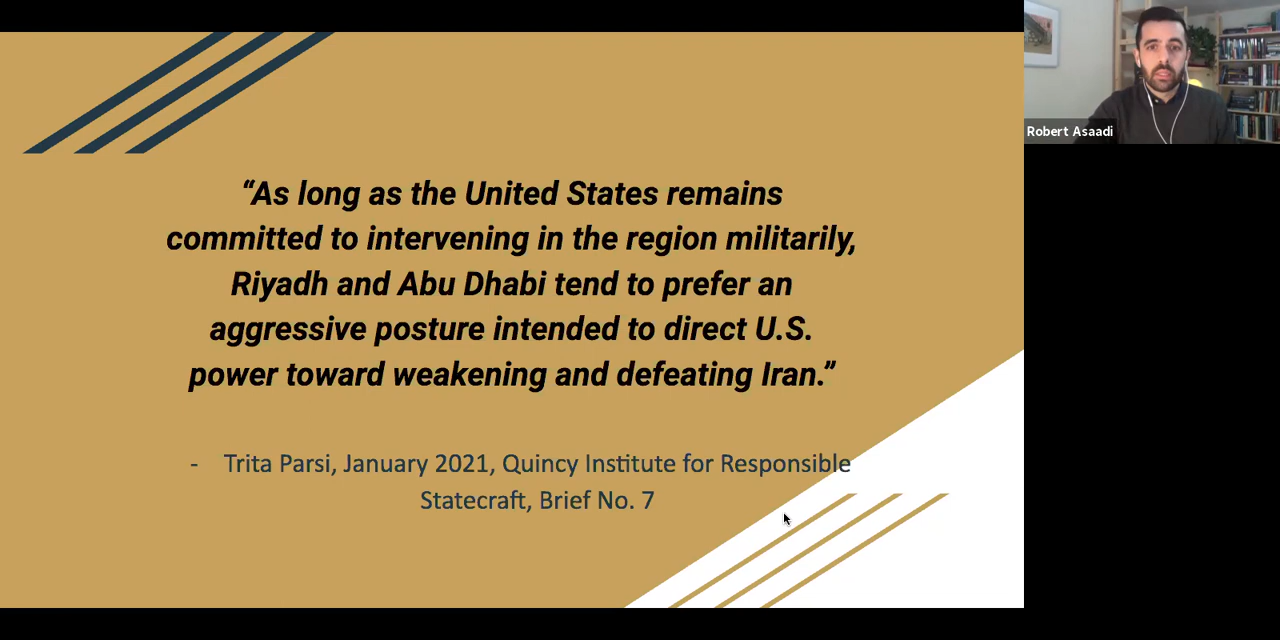 “As long as the United States remains
committed to intervening in the region militarily,
Riyadh and Abu Dhabi tend to prefer an
aggressive posture intended to direct U.S.
power toward weakening and defeating Iran.”
- Trita Parsi, January 2021, Quincy Institute for Responsible
Statecraft, Brief No. 7
Robert Asaadi